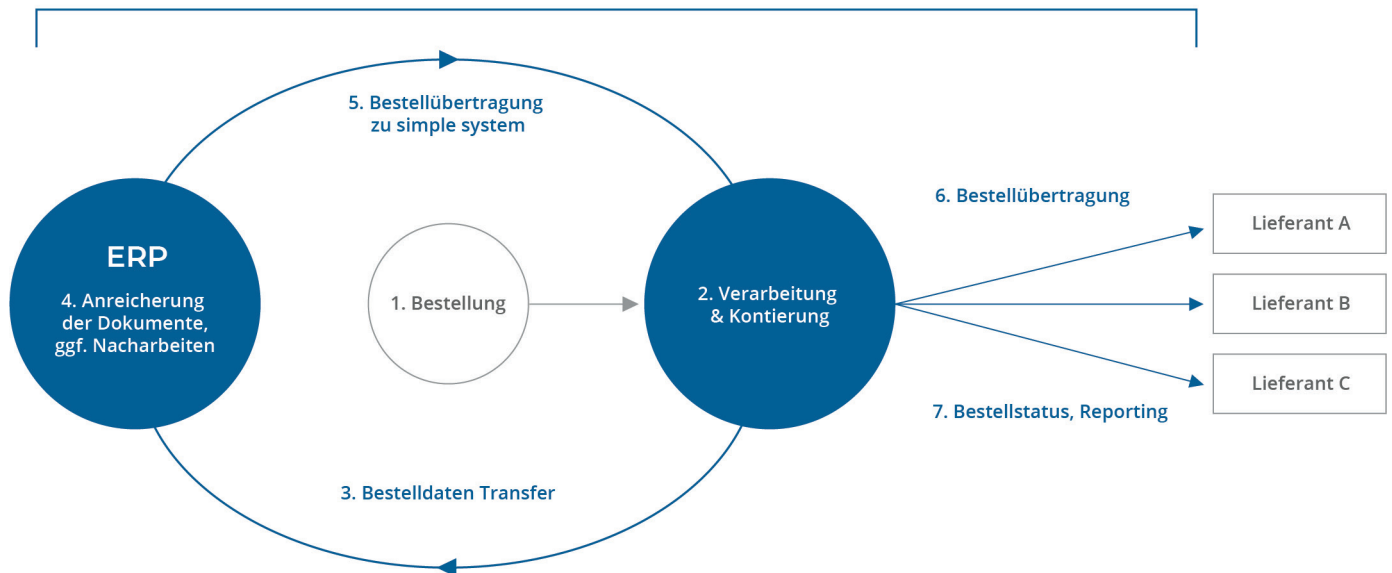 5. Bestellübertragung
zu simple system
ERP
4. Anreicherung
der Dokumente,
ggf. Nacharbeiten
1. Bestellung
2. Verarbeitung
& Kontierung
3. Bestelldaten Transfer
6. Bestellübertragung
Lieferant A
Lieferant B
Lieferant C
7. Bestellstatus, Reporting